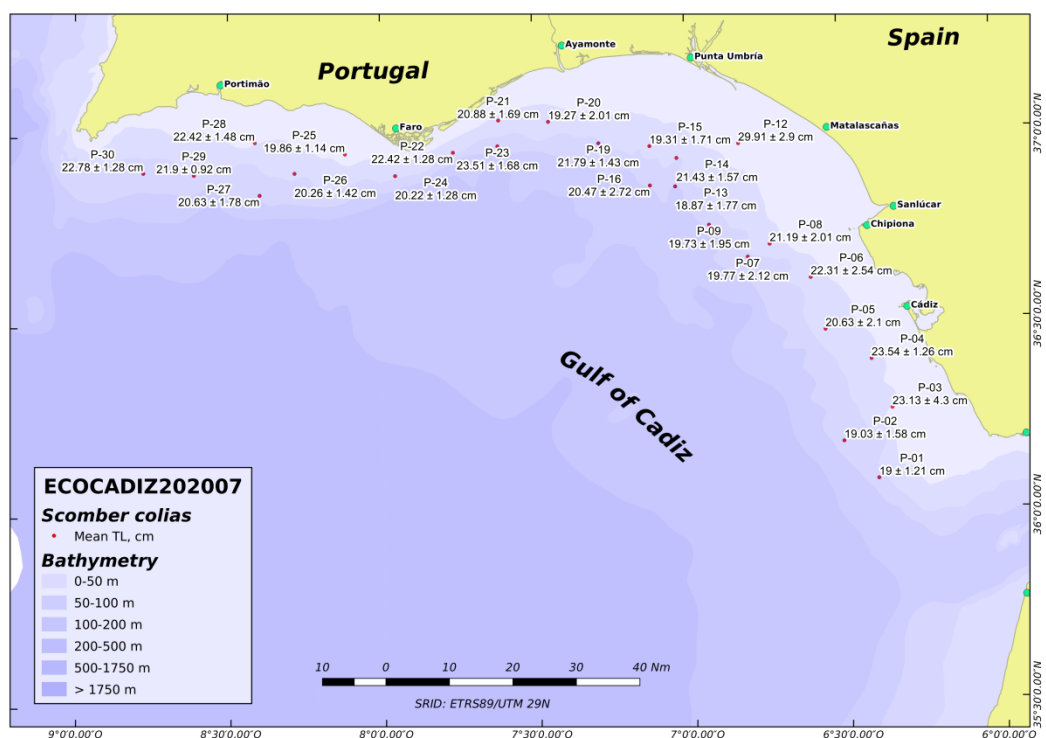 Spain
Portugal
Ayamonte
Punta Umbría
Portimão
Faro
Matalascañas
Sanlúcar
Chipiona
Cádiz
P-21
20.88 ± 1.69 cm
P-20
19.27 ± 2.01 cm
P-28
22.42 ± 1.48 cm
P-25
19.86 ± 1.14 cm
P-22
22.42 ± 1.28 cm
P-23
23.51 ± 1.68 cm
P-19
21.79 ± 1.43 cm
P-15
19.31 ± 1.71 cm
P-12
29.91 ± 2.9 cm
P-30
22.78 ± 1.28 cm
P-29
21.9 ± 0.92 cm
P-27
20.63 ± 1.78 cm
P-26
20.26 ± 1.42 cm
P-24
20.22 ± 1.28 cm
P-16
20.47 ± 2.72 cm
P-14
21.43 ± 1.57 cm
P-13
18.87 ± 1.77 cm
P-09
19.73 ± 1.95 cm
P-08
21.19 ± 2.01 cm
P-07
19.77 ± 2.12 cm
P-06
22.31 ± 2.54 cm
P-05
20.63 ± 2.1 cm
P-04
23.54 ± 1.26 cm
P-03
23.13 ± 4.3 cm
P-02
19.03 ± 1.58 cm
P-01
19 ± 1.21 cm
Gulf of Cadiz
ECOCADIZ202007
Scomber colias
Mean TL, cm
Bathymetry
0-50 m
50-100 m
100-200 m
200-500 m
500-1750 m
> 1750 m
10 0 10 20 30 40 Nm
SRID: ETRS89/UTM 29N
37°0'0.00"N
36°30'0.00"N
36°0'0.00"N
35°30'0.00"N
9°0'0.00"O
8°30'0.00"O
8°0'0.00"O
7°30'0.00"O
7°0'0.00"O
6°30'0.00"O
6°0'0.00"O